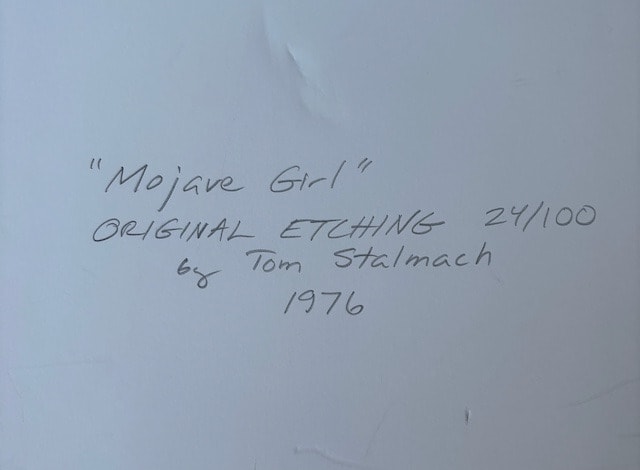 "Mojave Girl"
ORIGINAL ETCHING 24/100
by Tom Stalmach
1976